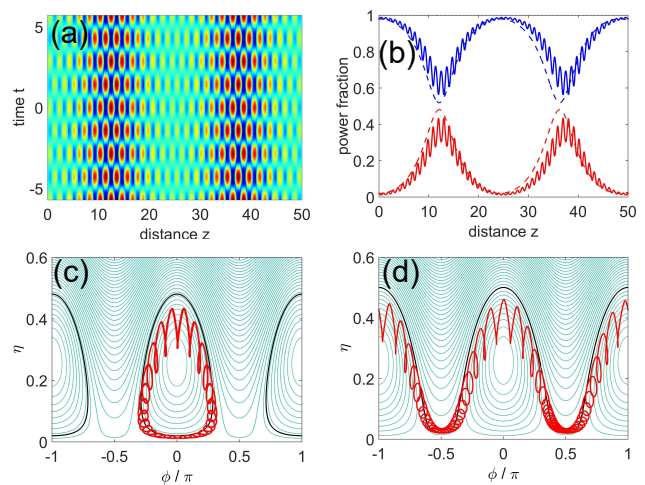 (a)
time t
5
0
-5
0 10 20 30 40 50
distance z
(b)
power fraction
1
0.8
0.6
0.4
0.2
0
0 10 20 30 40 50
distance z
(c)
η
0.6
0.4
0.2
0
-1 -0.5 0 0.5 1
ϕ / π
(d)
η
0.6
0.4
0.2
0
-1 -0.5 0 0.5 1
ϕ / π